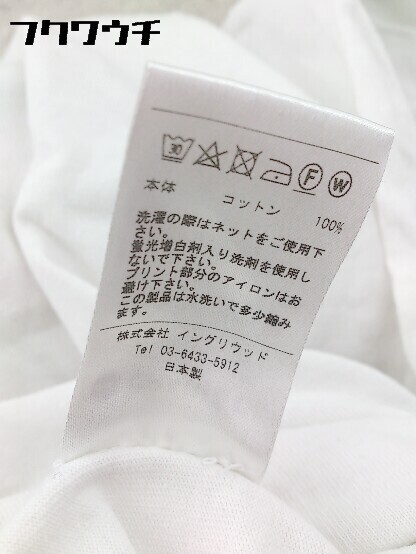 フクワウチ
30
F
W
本体 コットン 100%
洗濯の際はネットをご使用下
さい。
蛍光増白剤入り洗剤を使用し
ないで下さい。
プリント部分のアイロンはお
避け下さい。
この製品は水洗いで多少縮み
ます。
株式会社 イングリウッド
Tel 03-6433-5912
日本製